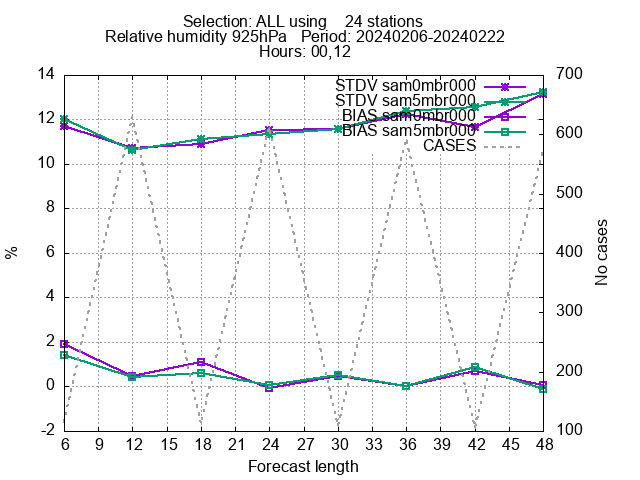 Selection: ALL using    24 stations
Relative humidity 925hPa   Period: 20240206-20240222
Hours: 00,12
STDV sam0mbr000
STDV sam5mbr000
BIAS sam0mbr000
BIAS sam5mbr000
CASES
%
14
12
10
8
6
4
2
0
-2
700
600
500
400
300
200
100
No cases
6 9 12 15 18 21 24 27 30 33 36 39 42 45 48
Forecast length